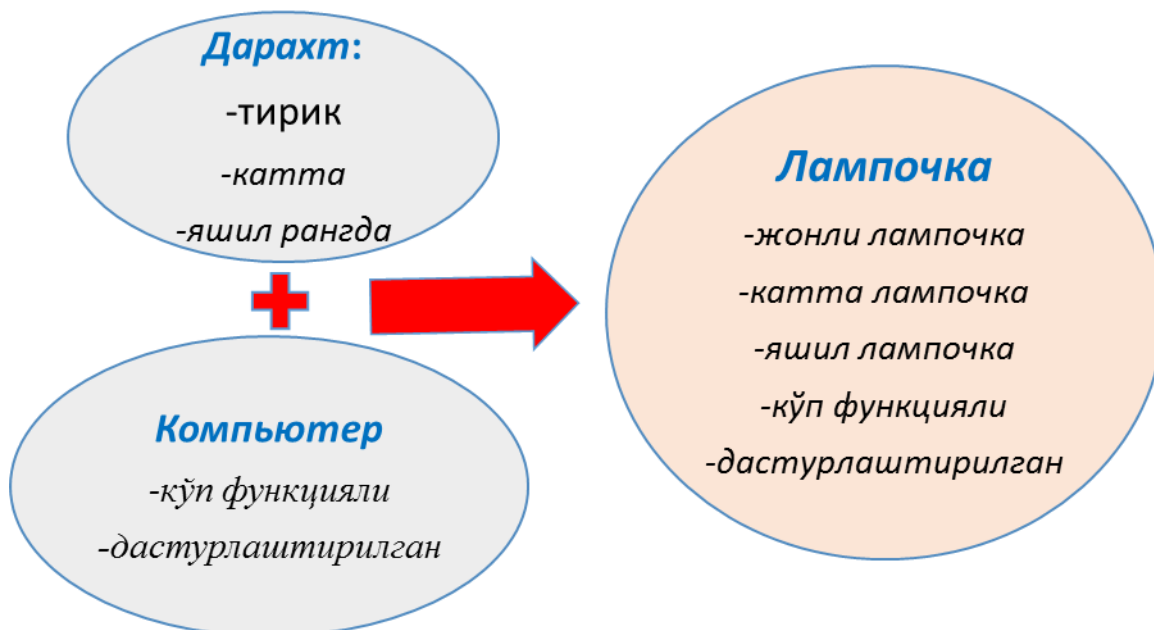 Дарахт:
-тирик
-катта
-яшил рангда
Компьютер
-кўп функцияли
-дастурлаштирилган
Лампочка
-жонли лампочка
-катта лампочка
-яшил лампочка
-кўп функцияли
-дастурлаштирилган